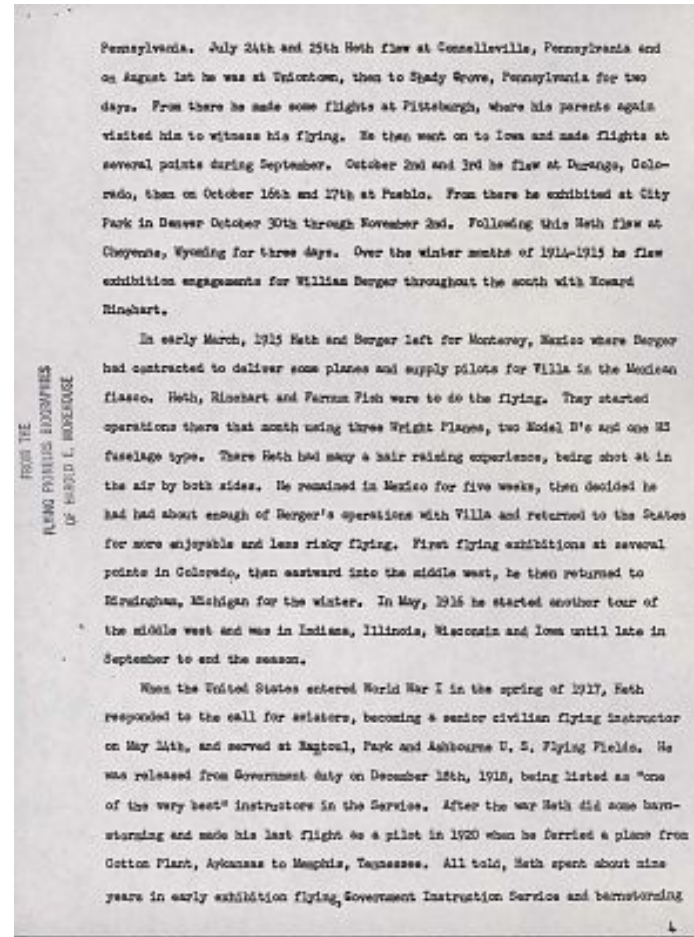 Pennsylvania. July 24th and 25th Heth flew at Connelleville, Pennsylvania and
on August 1st he was at Uniontown, then to Shady Grove, Pennsylvania for two
days. From there he made some flights at Pittsburgh, where his parents again
visited him to witness his flying. He then went on to Iowa and made flights at
several points during September. October 2nd and 3rd he flew at Durango, Colo-
rado, then on October 16th and 17th at Pueblo. From there he exhibited at City
Park in Denver October 30th through November 2nd. Following this Heth flew at
Cheyenne, Wyoming for three days. Over the winter months of 1914-1915 he flew
exhibition engagements for William Berger throughout the south with Howard
Rinehart.
In early March, 1915 Heth and Berger left for Monterey, Mexico where Berger
had contracted to deliver some planes and supply pilots for Villa in the Mexican
fiasco. Heth, Rinehart and Farnum Fish were to do the flying. They started
operations there that month using three Wright Planes, two Model B's and one HS
fuselage type. There Heth had many a hair raising experience, being shot at in
the air by both sides. He remained in Mexico for five weeks, then decided he
had had about enough of Berger's operations with Villa and returned to the States
for more enjoyable and less risky flying. First flying exhibitions at several
points in Colorado, then eastward into the middle west, he then returned to
Birmingham, Michigan for the winter. In May, 1916 he started another tour of
the middle west and was in Indiana, Illinois, Wisconsin and Iowa until late in
September to end the season.
When the United States entered World War I in the spring of 1917, Heth
responded to the call for aviators, becoming a senior civilian flying instructor
on May 14th, and served at Rantoul, Park and Ashbourne U. S. Flying Fields. He
was released from Government duty on December 18th, 1918, being listed as "one
of the very best" instructors in the Service. After the war Heth did some barn-
storming and made his last flight as a pilot in 1920 when he ferried a plane from
Cotton Plant, Arkansas to Memphis, Tennessee. All told, Heth spent about nine
years in early exhibition flying, Government Instruction Service and barnstorming
4
FROM THE
FLYING PIONEERS BIOGRAPHIES
OF HAROLD E. MOREHOUSE